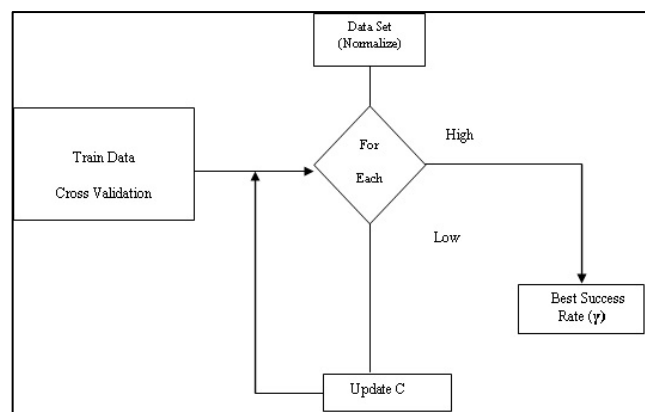 Data Set
(Normalize)
Train Data
Cross Validation
For
Each
High
Low
Best Success
Rate (γ)
Update C